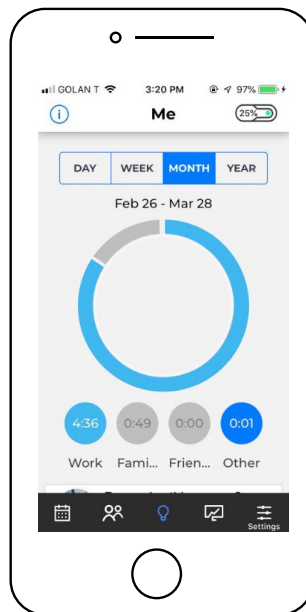 GOLAN T 3:20 PM 97%
i Me 25%
DAY WEEK MONTH YEAR
Feb 26 - Mar 28
4:36 0:49 0:00 0:01
Work Fami... Frien... Other
Settings